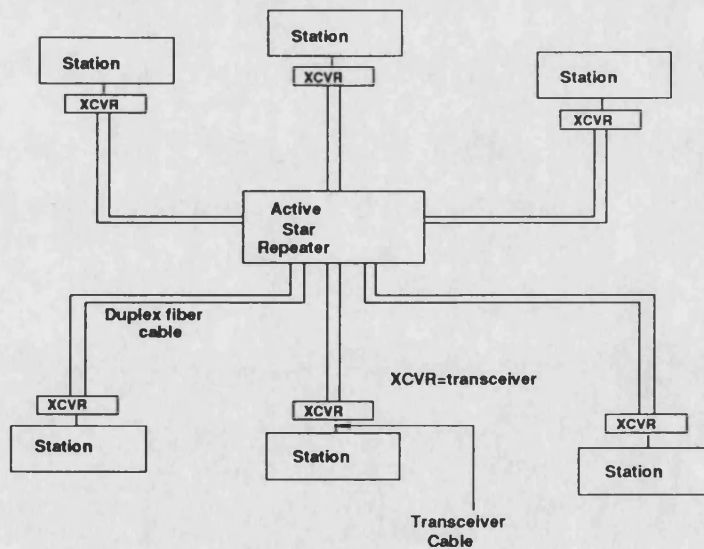 Station
Station
Station
XCVR
XCVR
XCVR
Active
Star
Repeater
Duplex fiber
cable
XCVR=transceiver
XCVR
XCVR
XCVR
Station
Station
Station
Transceiver
Cable